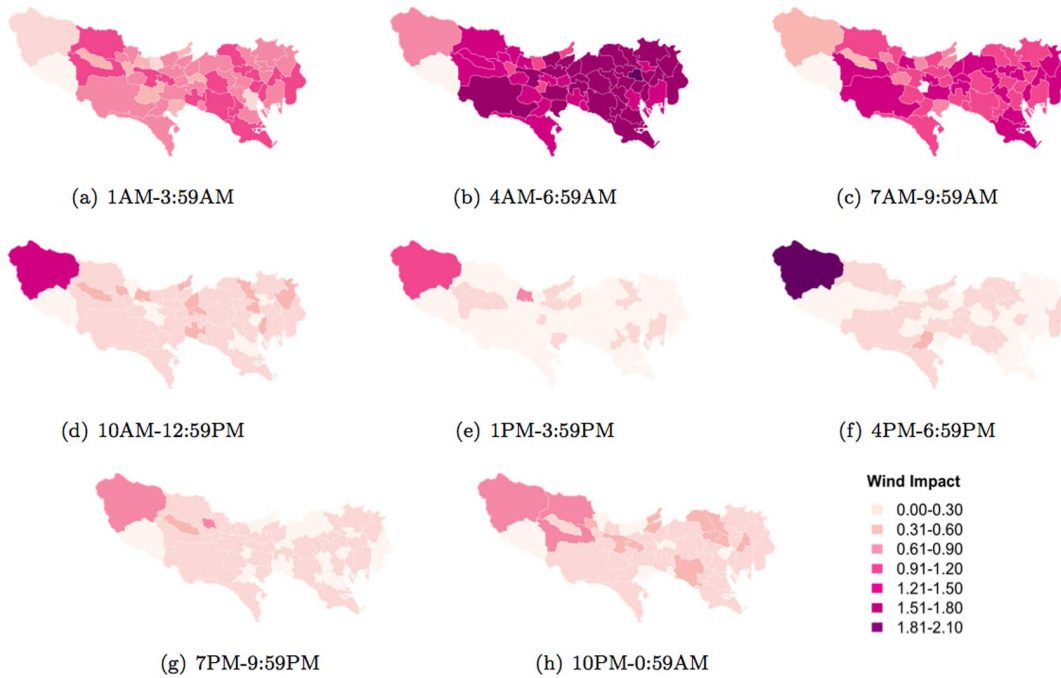 (a) 1AM-3:59AM
(b) 4AM-6:59AM
(c) 7AM-9:59AM
(d) 10AM-12:59PM
(e) 1PM-3:59PM
(f) 4PM-6:59PM
Wind Impact
0.00-0.30
0.31-0.60
0.61-0.90
0.91-1.20
1.21-1.50
1.51-1.80
1.81-2.10
(g) 7PM-9:59PM
(h) 10PM-0:59AM